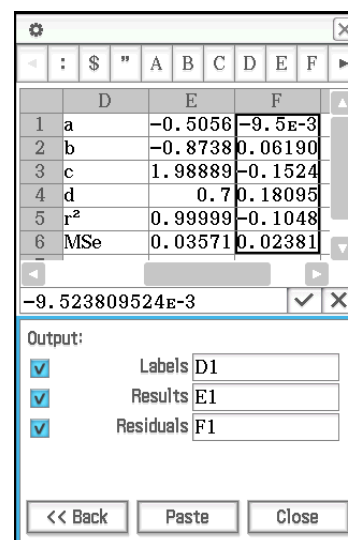 : $ " A B C D E F
D E F
1 a -0.5056 -9.5E-3
2 b -0.8738 0.06190
3 c 1.98889 -0.1524
4 d 0.7 0.18095
5 r² 0.99999 -0.1048
6 MSe 0.03571 0.02381
-9.523809524E-3
Output:
Labels D1
Results E1
Residuals F1
<< Back Paste Close